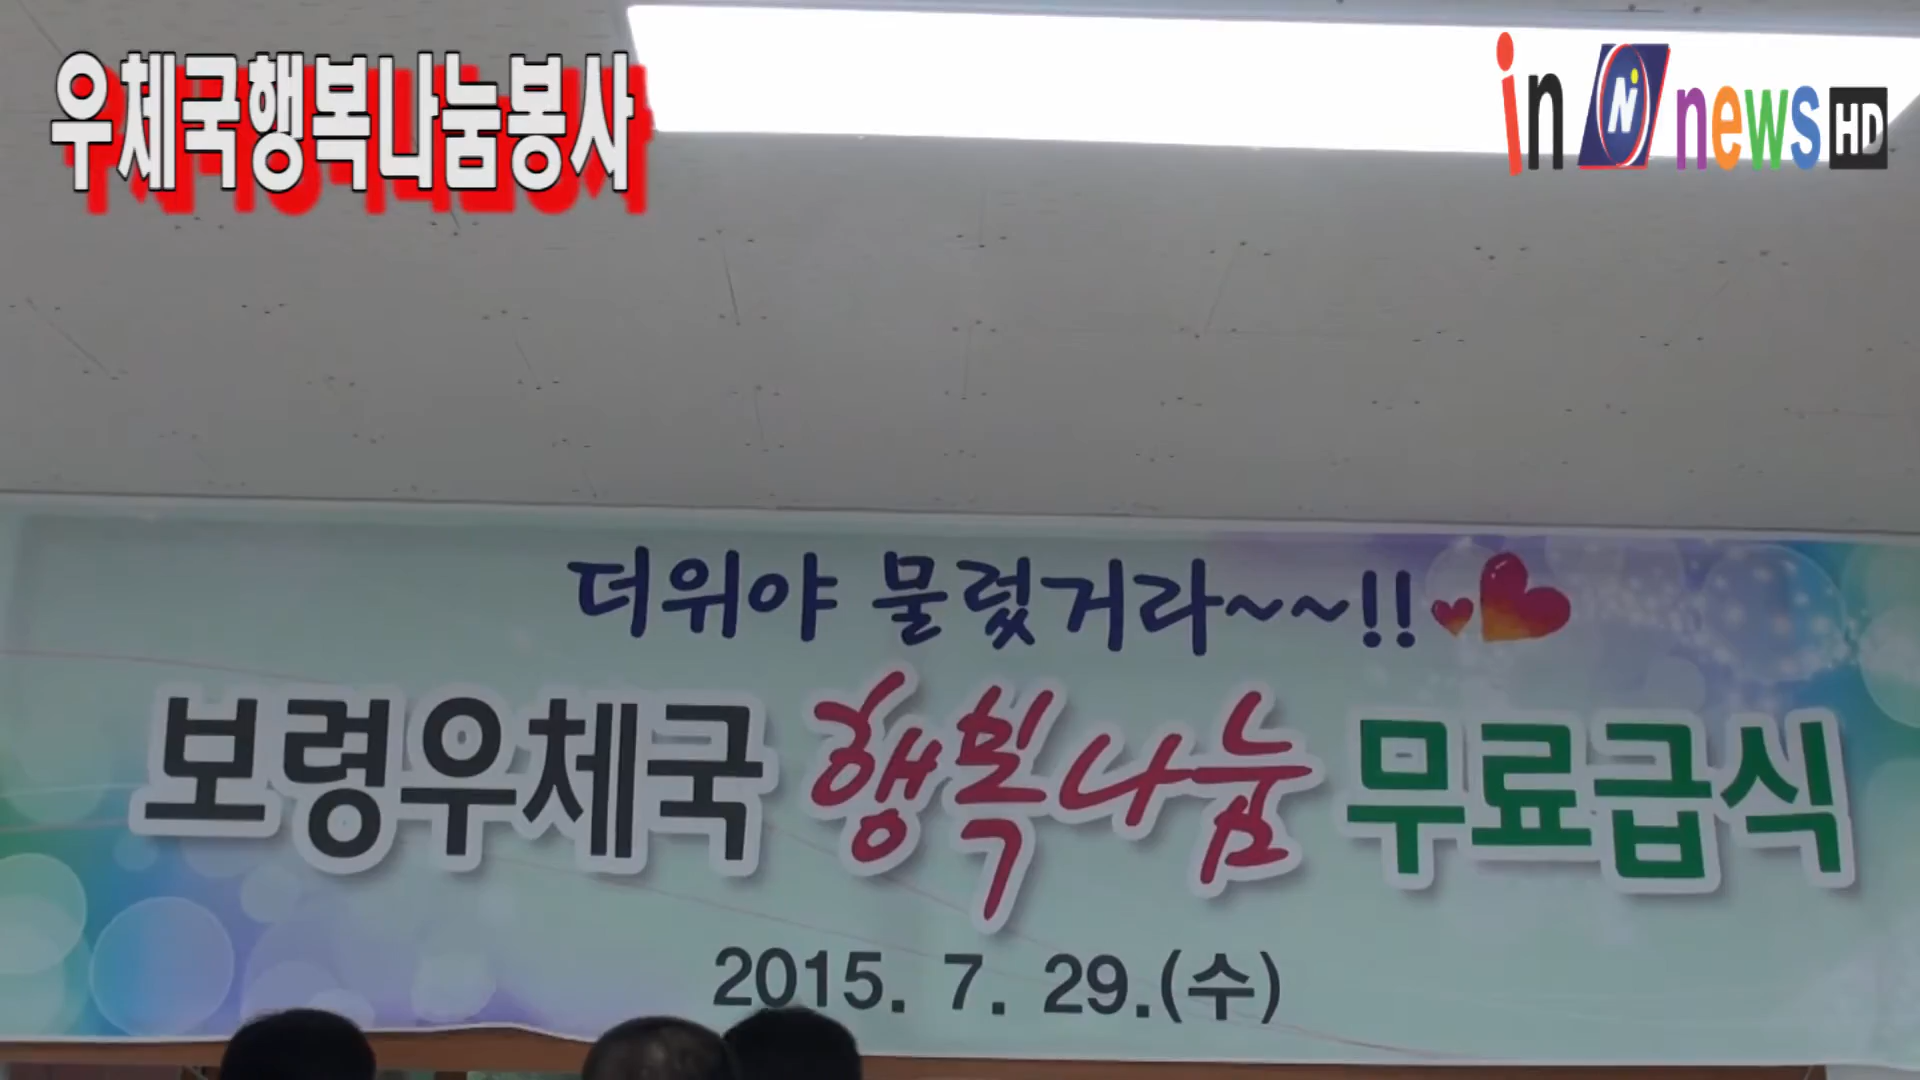 우체국행복나눔봉사
in Ni news HD
더위야 물렀거라~~!!
보령우체국 행복나눔 무료급식
2015. 7. 29.(수)